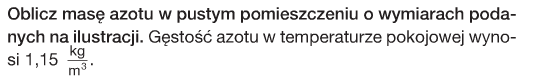 Oblicz masę azotu w pustym pomieszczeniu o wymiarach poda-
nych na ilustracji. Gęstość azotu w temperaturze pokojowej wyno-
si 1,15 kg/m³.